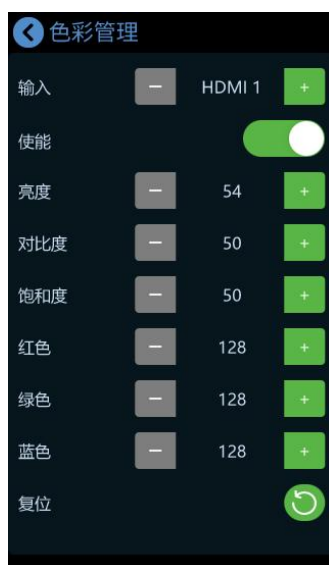 色彩管理
输入 − HDMI 1 +
使能
亮度 − 54 +
对比度 − 50 +
饱和度 − 50 +
红色 − 128 +
绿色 − 128 +
蓝色 − 128 +
复位